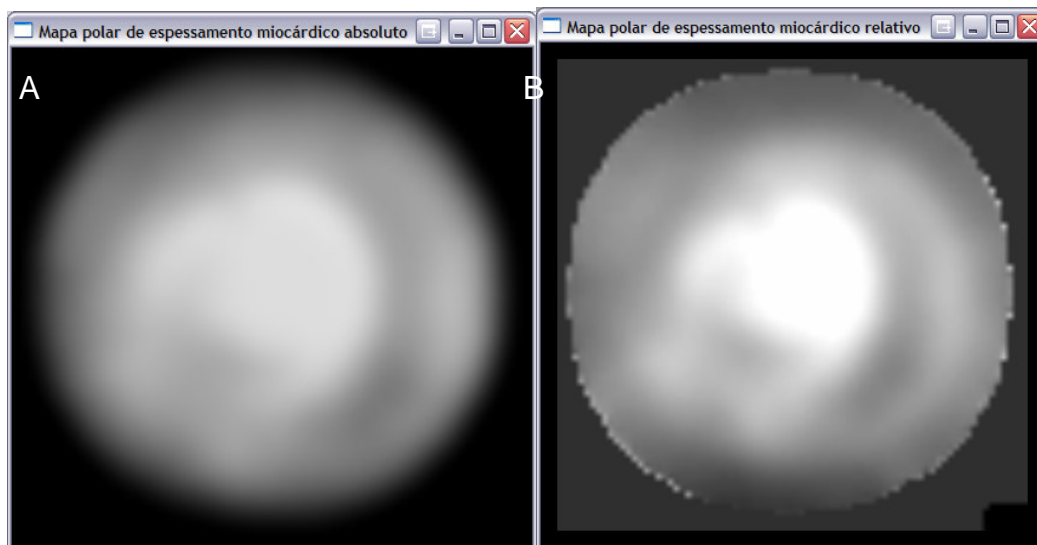 Mapa polar de espessamento miocárdico absoluto
Mapa polar de espessamento miocárdico relativo
A
B